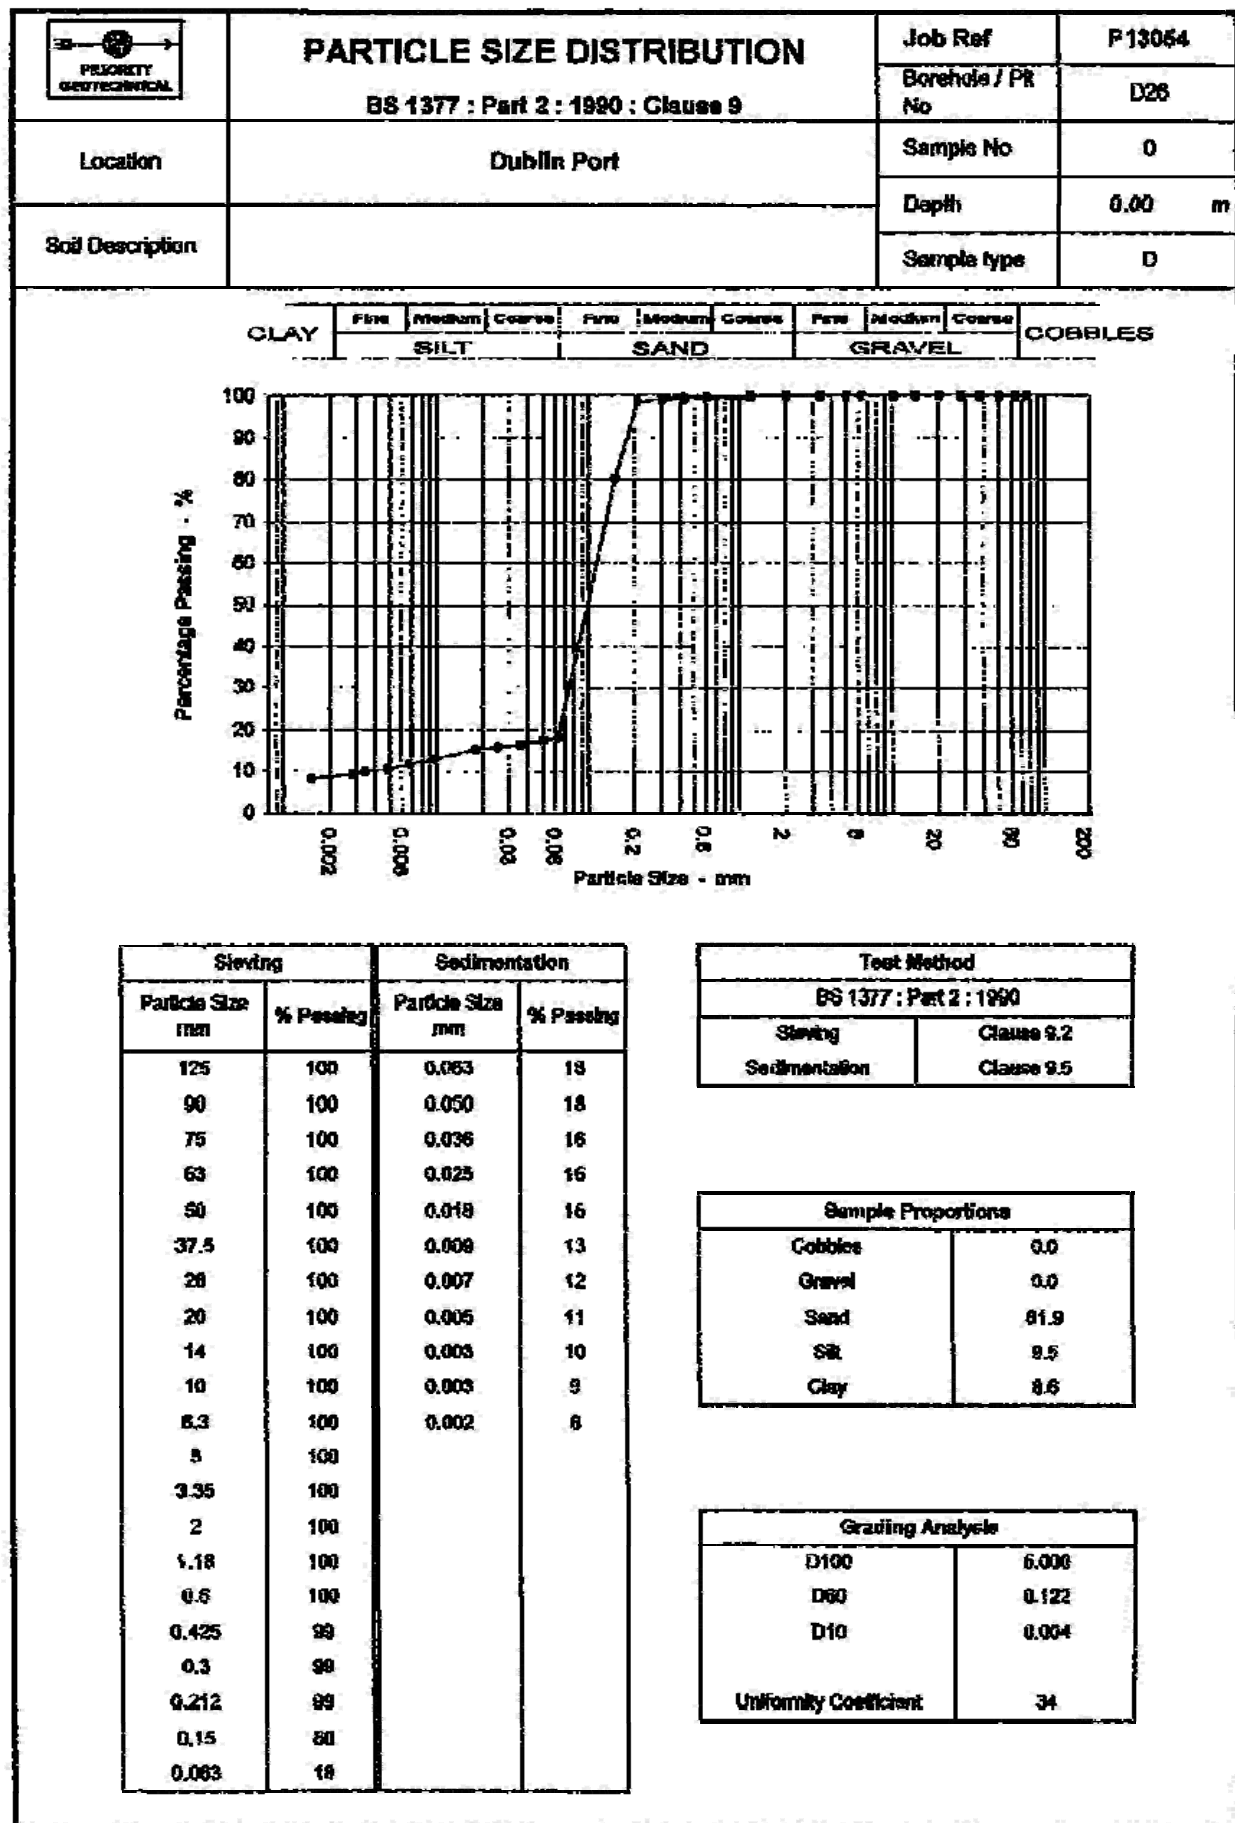 PRIORITY
GEOTECHNICAL
PARTICLE SIZE DISTRIBUTION
BS 1377 : Part 2 : 1990 : Clause 9
Job Ref P13054
Borehole / Pit No D26
Location Dublin Port
Sample No 0
Depth 0.00 m
Soil Description
Sample type D
CLAY Fine Medium Coarse Fine Medium Coarse Fine Medium Coarse COBBLES
SILT SAND GRAVEL
Percentage Passing - %
100
90
80
70
60
50
40
30
20
10
0
0.002 0.006 0.03 0.06 0.2 0.6 2 6 20 60 200
Particle Size - mm
Sieving Sedimentation
Particle Size mm % Passing Particle Size mm % Passing
125 100 0.063 18
90 100 0.050 18
75 100 0.036 16
63 100 0.025 16
50 100 0.018 15
37.5 100 0.009 13
28 100 0.007 12
20 100 0.005 11
14 100 0.003 10
10 100 0.003 9
6.3 100 0.002 8
5 100
3.35 100
2 100
1.18 100
0.6 100
0.425 99
0.3 99
0.212 99
0.15 80
0.063 18
Test Method
BS 1377 : Part 2 : 1990
Sieving Clause 9.2
Sedimentation Clause 9.5
Sample Proportions
Cobbles 0.0
Gravel 0.0
Sand 81.9
Silt 9.5
Clay 8.6
Grading Analysis
D100 6.000
D60 0.122
D10 0.004
Uniformity Coefficient 34